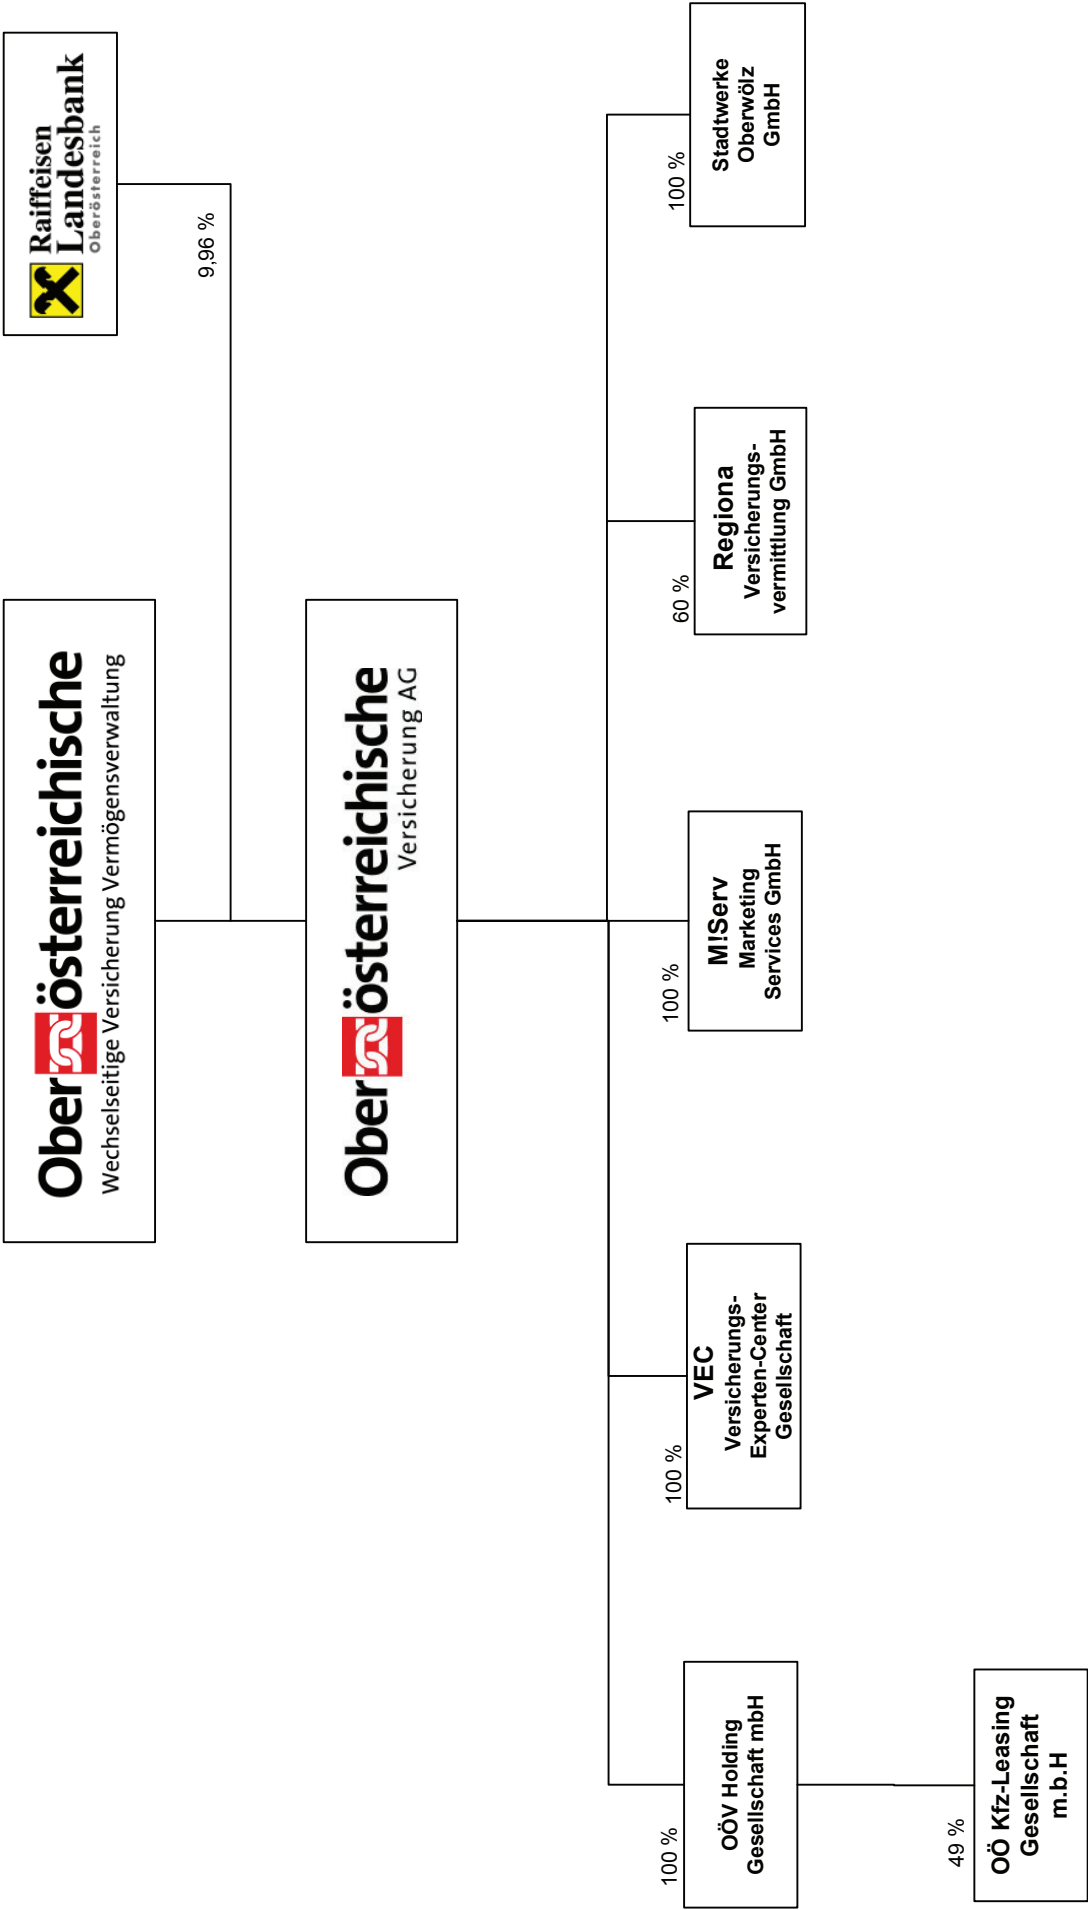 Oberösterreichische
Wechselseitige Versicherung Vermögensverwaltung
Raiffeisen
Landesbank
Oberösterreich
9,96 %
Oberösterreichische
Versicherung AG
100 %
OÖV Holding
Gesellschaft mbH
100 %
VEC
Versicherungs-
Experten-Center
Gesellschaft
100 %
M!Serv
Marketing
Services GmbH
60 %
Regiona
Versicherungs-
vermittlung GmbH
100 %
Stadtwerke
Oberwölz
GmbH
49 %
OÖ Kfz-Leasing
Gesellschaft
m.b.H